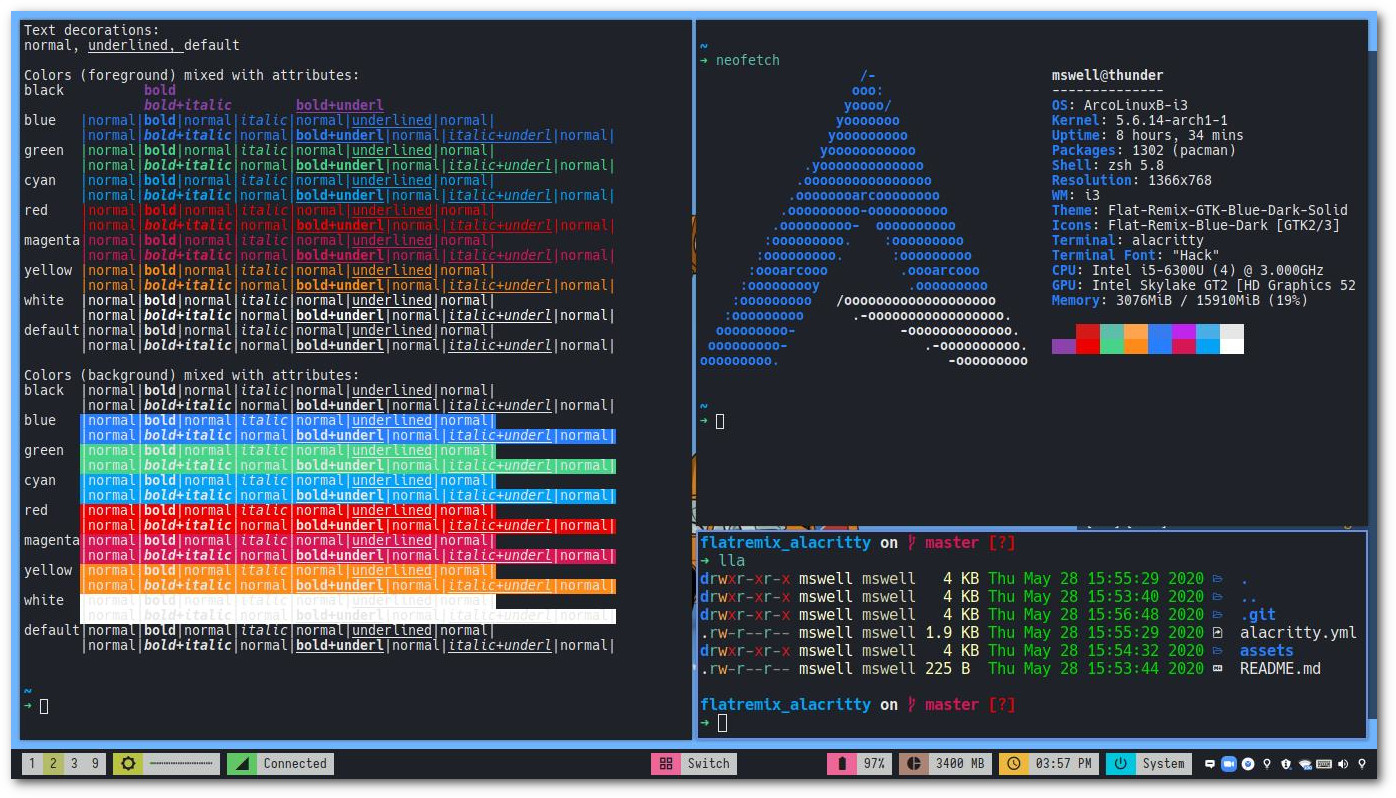 Text decorations:
normal, underlined, default
Colors (foreground) mixed with attributes:
black bold
bold+italic bold+underl
blue |normal|bold|normal|italic|normal|underlined|normal|
|normal|bold+italic|normal|bold+underl|normal|italic+underl|normal|
green |normal|bold|normal|italic|normal|underlined|normal|
|normal|bold+italic|normal|bold+underl|normal|italic+underl|normal|
cyan |normal|bold|normal|italic|normal|underlined|normal|
|normal|bold+italic|normal|bold+underl|normal|italic+underl|normal|
red |normal|bold|normal|italic|normal|underlined|normal|
|normal|bold+italic|normal|bold+underl|normal|italic+underl|normal|
magenta|normal|bold|normal|italic|normal|underlined|normal|
|normal|bold+italic|normal|bold+underl|normal|italic+underl|normal|
yellow |normal|bold|normal|italic|normal|underlined|normal|
|normal|bold+italic|normal|bold+underl|normal|italic+underl|normal|
white |normal|bold|normal|italic|normal|underlined|normal|
|normal|bold+italic|normal|bold+underl|normal|italic+underl|normal|
default|normal|bold|normal|italic|normal|underlined|normal|
|normal|bold+italic|normal|bold+underl|normal|italic+underl|normal|
Colors (background) mixed with attributes:
black |normal|bold|normal|italic|normal|underlined|normal|
|normal|bold+italic|normal|bold+underl|normal|italic+underl|normal|
blue |normal|bold|normal|italic|normal|underlined|normal|
|normal|bold+italic|normal|bold+underl|normal|italic+underl|normal|
green |normal|bold|normal|italic|normal|underlined|normal|
|normal|bold+italic|normal|bold+underl|normal|italic+underl|normal|
cyan |normal|bold|normal|italic|normal|underlined|normal|
|normal|bold+italic|normal|bold+underl|normal|italic+underl|normal|
red |normal|bold|normal|italic|normal|underlined|normal|
|normal|bold+italic|normal|bold+underl|normal|italic+underl|normal|
magenta|normal|bold|normal|italic|normal|underlined|normal|
|normal|bold+italic|normal|bold+underl|normal|italic+underl|normal|
yellow |normal|bold|normal|italic|normal|underlined|normal|
|normal|bold+italic|normal|bold+underl|normal|italic+underl|normal|
white |normal|bold|normal|italic|normal|underlined|normal|
|normal|bold+italic|normal|bold+underl|normal|italic+underl|normal|
default|normal|bold|normal|italic|normal|underlined|normal|
|normal|bold+italic|normal|bold+underl|normal|italic+underl|normal|
~
➜
~
➜ neofetch
/-
ooo:
yoooo/
yooooooo
yooooooooo
yooooooooooo
.yooooooooooooo
.oooooooooooooooo
.oooooooarcoooooooo
.ooooooooo-oooooooooo
.ooooooooo-  oooooooooo
:ooooooooo.    :ooooooooo
:ooooooooo.      :ooooooooo
:oooarcooo         .oooarcooo
:ooooooooy           .ooooooooo
:ooooooooo   /ooooooooooooooooooo
:ooooooooo      .-ooooooooooooooooo.
ooooooooo-             -ooooooooooooo.
ooooooooo-                 .-oooooooooo.
ooooooooo.                     -ooooooooo
mswell@thunder
--------------
OS: ArcoLinuxB-i3
Kernel: 5.6.14-arch1-1
Uptime: 8 hours, 34 mins
Packages: 1302 (pacman)
Shell: zsh 5.8
Resolution: 1366x768
WM: i3
Theme: Flat-Remix-GTK-Blue-Dark-Solid
Icons: Flat-Remix-Blue-Dark [GTK2/3]
Terminal: alacritty
Terminal Font: "Hack"
CPU: Intel i5-6300U (4) @ 3.000GHz
GPU: Intel Skylake GT2 [HD Graphics 52
Memory: 3076MiB / 15910MiB (19%)
~
➜
flatremix_alacritty on master [?]
➜ lla
drwxr-xr-x mswell mswell 4 KB Thu May 28 15:55:29 2020 .
drwxr-xr-x mswell mswell 4 KB Thu May 28 15:53:40 2020 ..
drwxr-xr-x mswell mswell 4 KB Thu May 28 15:56:48 2020 .git
.rw-r--r-- mswell mswell 1.9 KB Thu May 28 15:55:29 2020 alacritty.yml
drwxr-xr-x mswell mswell 4 KB Thu May 28 15:54:32 2020 assets
.rw-r--r-- mswell mswell 225 B Thu May 28 15:53:44 2020 README.md
flatremix_alacritty on master [?]
➜
1 2 3 9 Connected Switch 97% 3400 MB 03:57 PM System